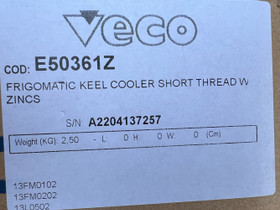 veco
COD: E50361Z
FRIGOMATIC KEEL COOLER SHORT THREAD W
ZINCS
S/N A2204137257
Weight (KG): 2,50 - L: 0 H: 0 W: 0 (Cm)
13FM0102
13FM0202
13L0502